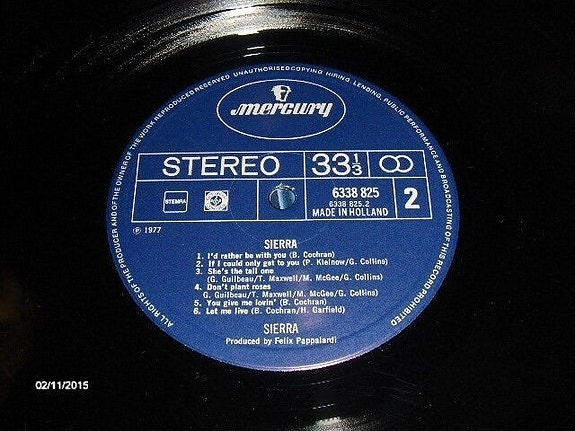 ALL RIGHTS OF THE PRODUCER AND OF THE OWNER OF THE WORK REPRODUCED RESERVED UNAUTHORISED COPYING, HIRING, LENDING, PUBLIC PERFORMANCE AND BROADCASTING OF THIS RECORD PROHIBITED
mercury
STEREO 33 1/3
STEMRA
6338 825
6338 825.2
MADE IN HOLLAND
2
℗ 1977
SIERRA
1. I'd rather be with you (B. Cochran)
2. If I could only get to you (P. Kleinow/G. Collins)
3. She's the tall one
(G. Guilbeau/T. Maxwell/M. McGee/G. Collins)
4. Don't plant roses
G. Guilbeau/T. Maxwell/M. McGee/G. Collins)
5. You give me lovin' (B. Cochran)
6. Let me live (B. Cochran/H. Garfield)
SIERRA
Produced by Felix Pappalardi
02/11/2015